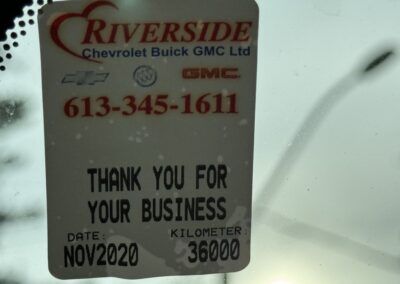 RIVERSIDE
Chevrolet Buick GMC Ltd
GMC
613-345-1611
THANK YOU FOR
YOUR BUSINESS
DATE: KILOMETER:
NOV2020 36000